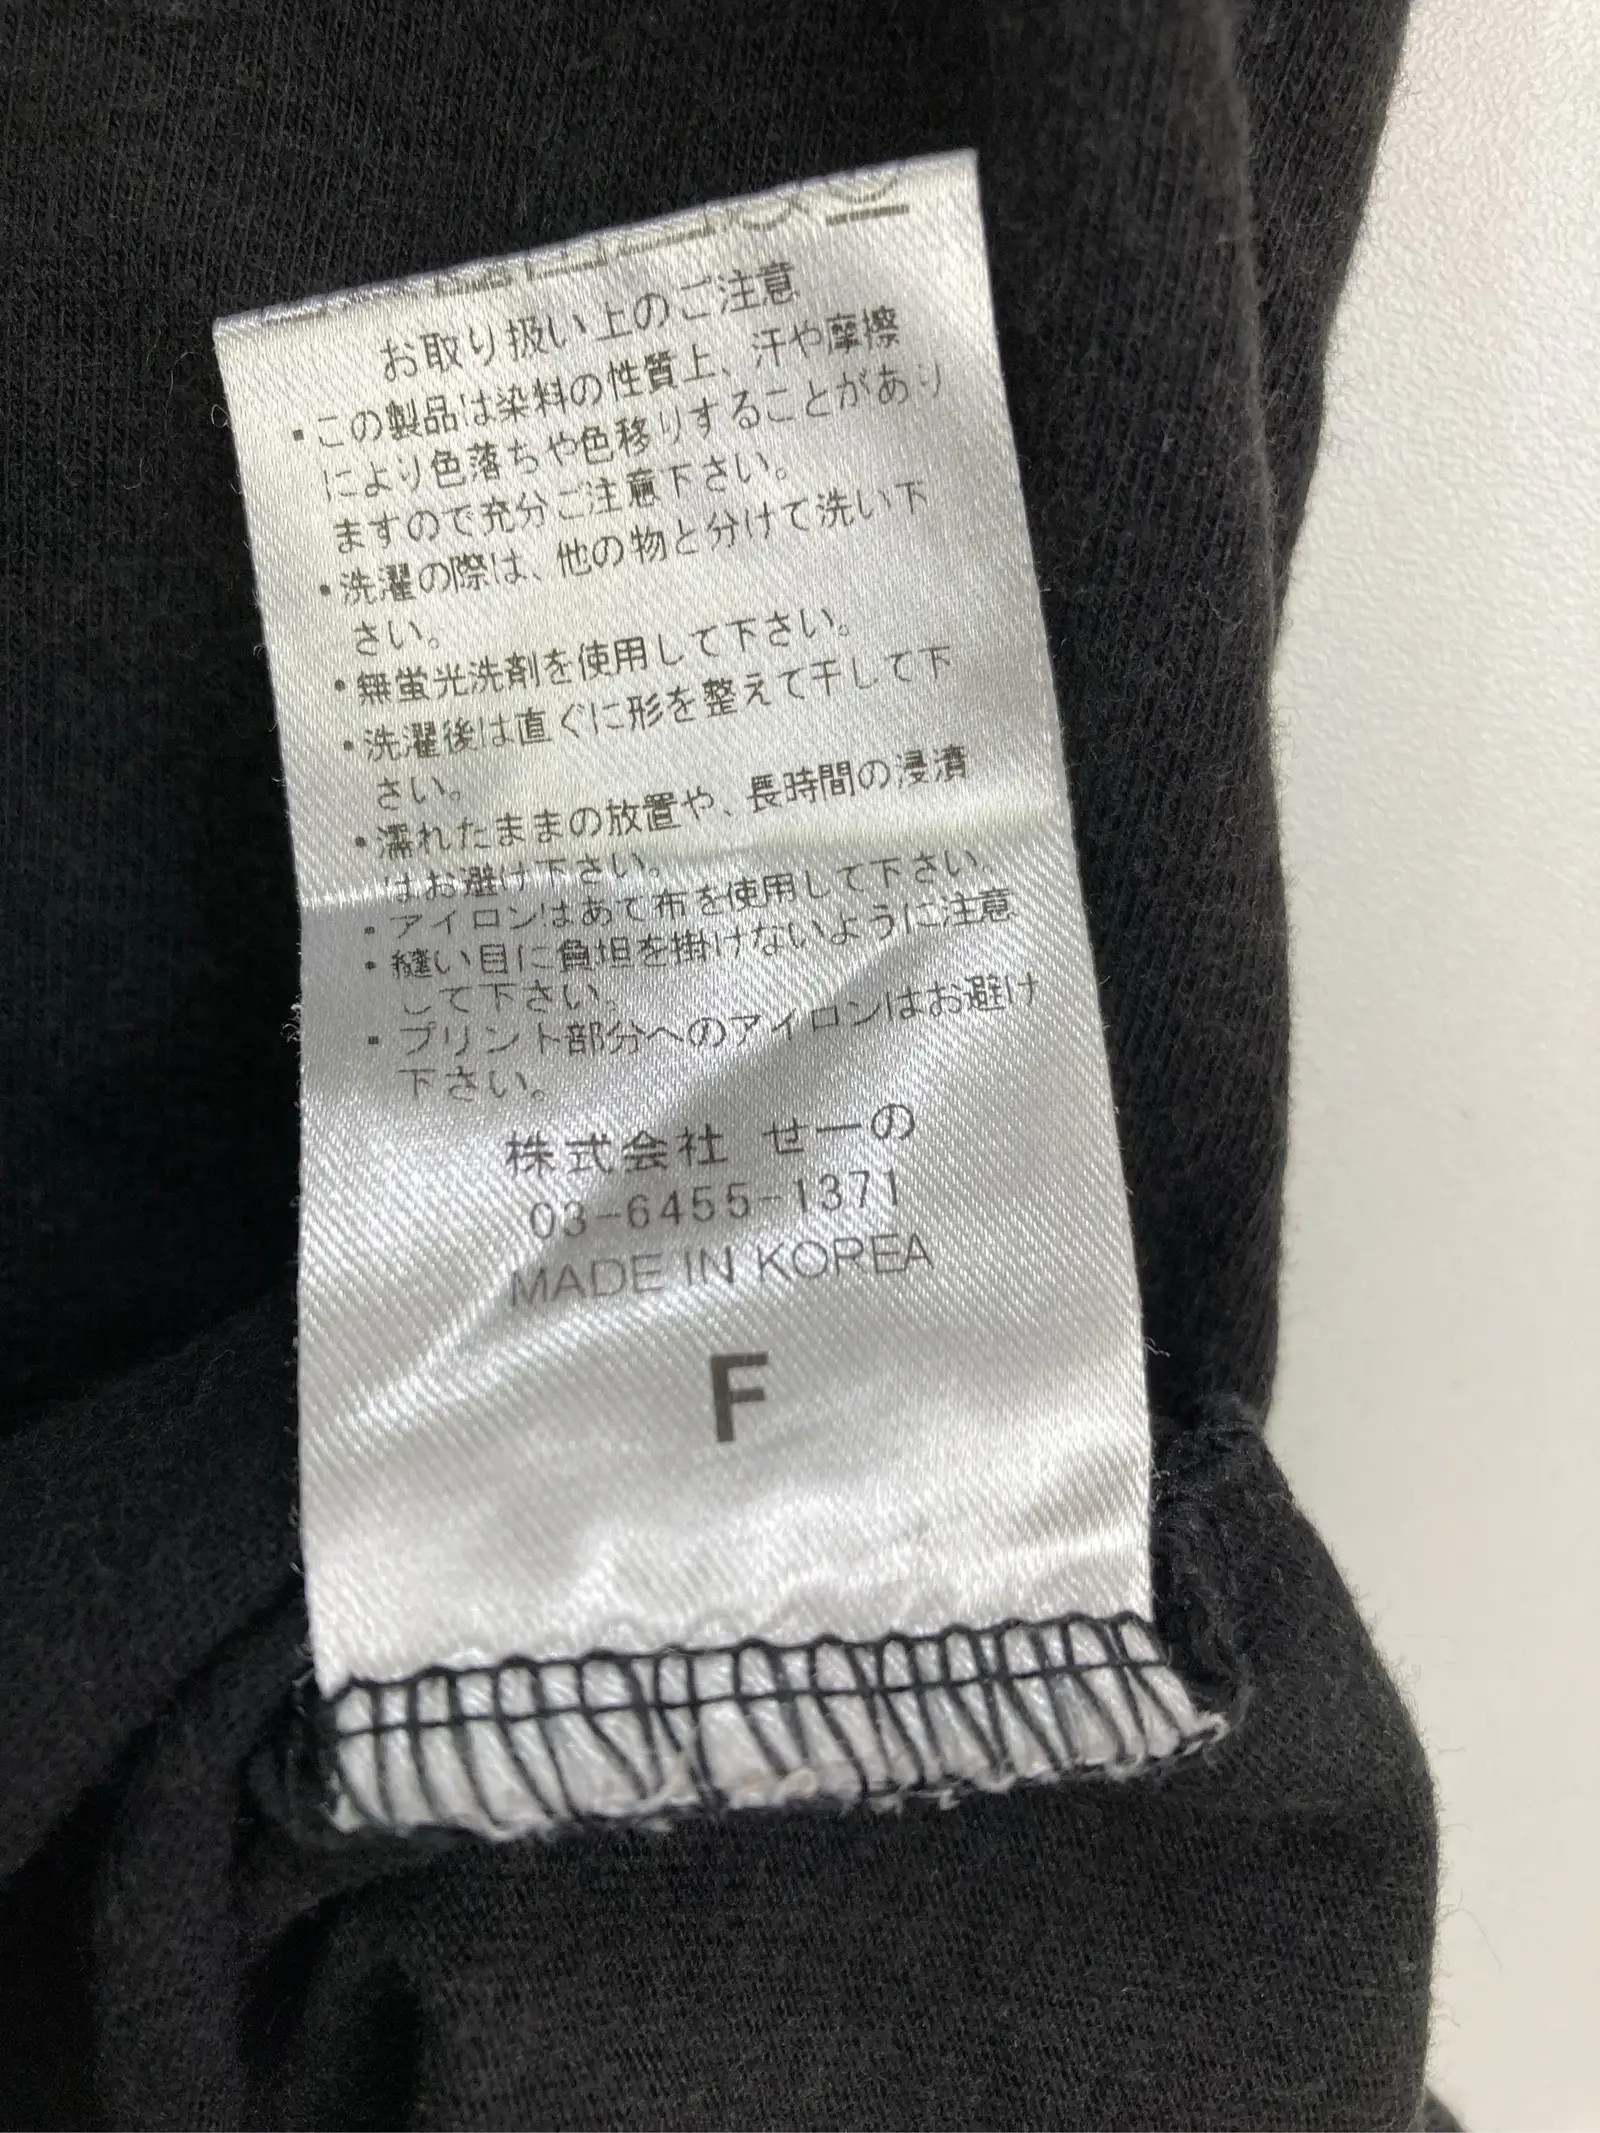 お取り扱い上のご注意
・この製品は染料の性質上、汗や摩擦
により色落ちや色移りすることがあり
ますので充分ご注意下さい。
・洗濯の際は、他の物と分けて洗い下
さい。
・無蛍光洗剤を使用して下さい。
・洗濯後は直ぐに形を整えて干して下
さい。
・濡れたままの放置や、長時間の浸漬
はお避け下さい。
・アイロンはあて布を使用して下さい。
・縫い目に負担を掛けないように注意
して下さい。
・プリント部分へのアイロンはお避け
下さい。
株式会社 せーの
03-6455-1371
MADE IN KOREA
F